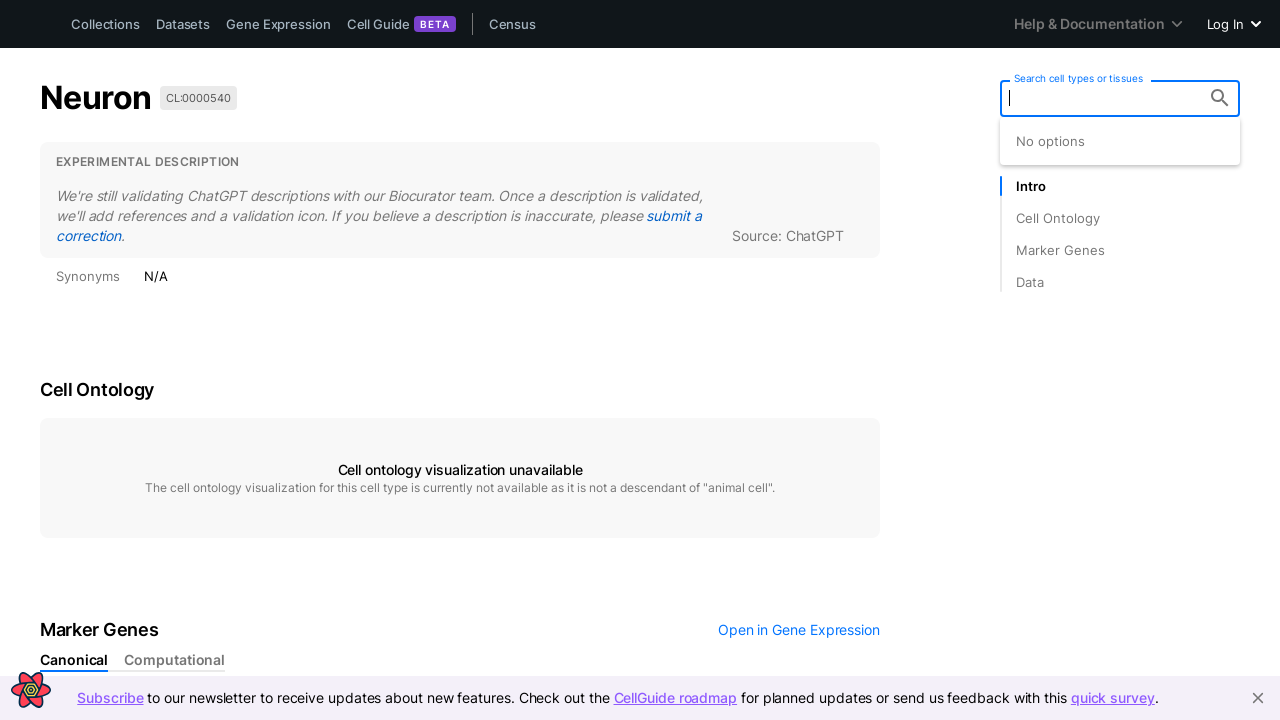 Collections Datasets Gene Expression Cell Guide BETA Census Help & Documentation Log In
Neuron CL:0000540
Search cell types or tissues
No options
EXPERIMENTAL DESCRIPTION
We're still validating ChatGPT descriptions with our Biocurator team. Once a description is validated,
we'll add references and a validation icon. If you believe a description is inaccurate, please submit a
correction.
Source: ChatGPT
Synonyms N/A
Intro
Cell Ontology
Marker Genes
Data
Cell Ontology
Cell ontology visualization unavailable
The cell ontology visualization for this cell type is currently not available as it is not a descendant of "animal cell".
Marker Genes Open in Gene Expression
Canonical Computational
Subscribe to our newsletter to receive updates about new features. Check out the CellGuide roadmap for planned updates or send us feedback with this quick survey.